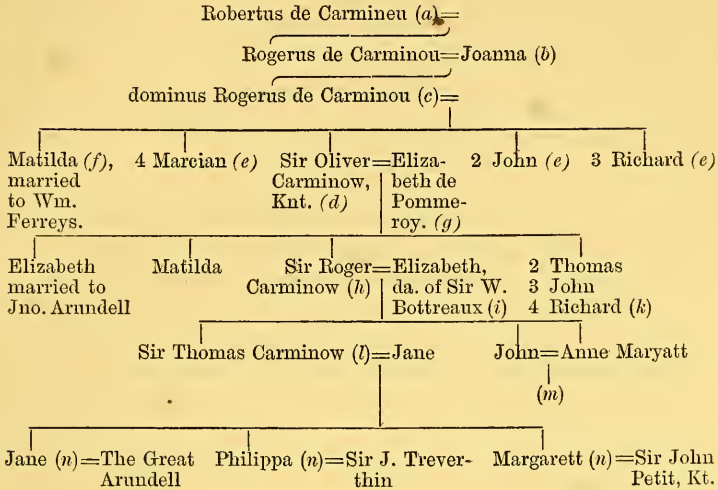 Robertus de Carmineu (a)=
Rogerus de Carminou=Joanna (b)
dominus Rogerus de Carminou (c)=
Matilda (f), married to Wm. Ferreys.
4 Marcian (e)
Sir Oliver Carminow, Knt. (d)
=Eliza-
beth de
Pomme-
roy. (g)
2 John (e)
3 Richard (e)
Elizabeth
married to
Jno. Arundell
Matilda
Sir Roger
Carminow (h)
=Elizabeth,
da. of Sir W.
Bottreaux (i)
2 Thomas
3 John
4 Richard (k)
Sir Thomas Carminow (l)=Jane
John=Anne Maryatt
(m)
Jane (n)=The Great
Arundell
Philippa (n)=Sir J. Trever-
thin
Margarett (n)=Sir John
Petit, Kt.